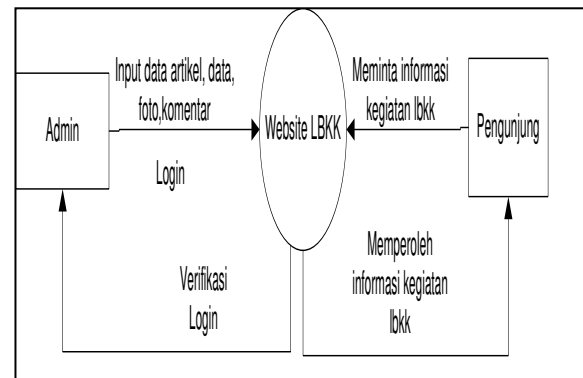 Input data artikel, data,
foto,komentar
Admin
Login
Website LBKK
Meminta informasi
kegiatan lbkk
Pengunjung
Verifikasi
Login
Memperoleh
informasi kegiatan
lbkk